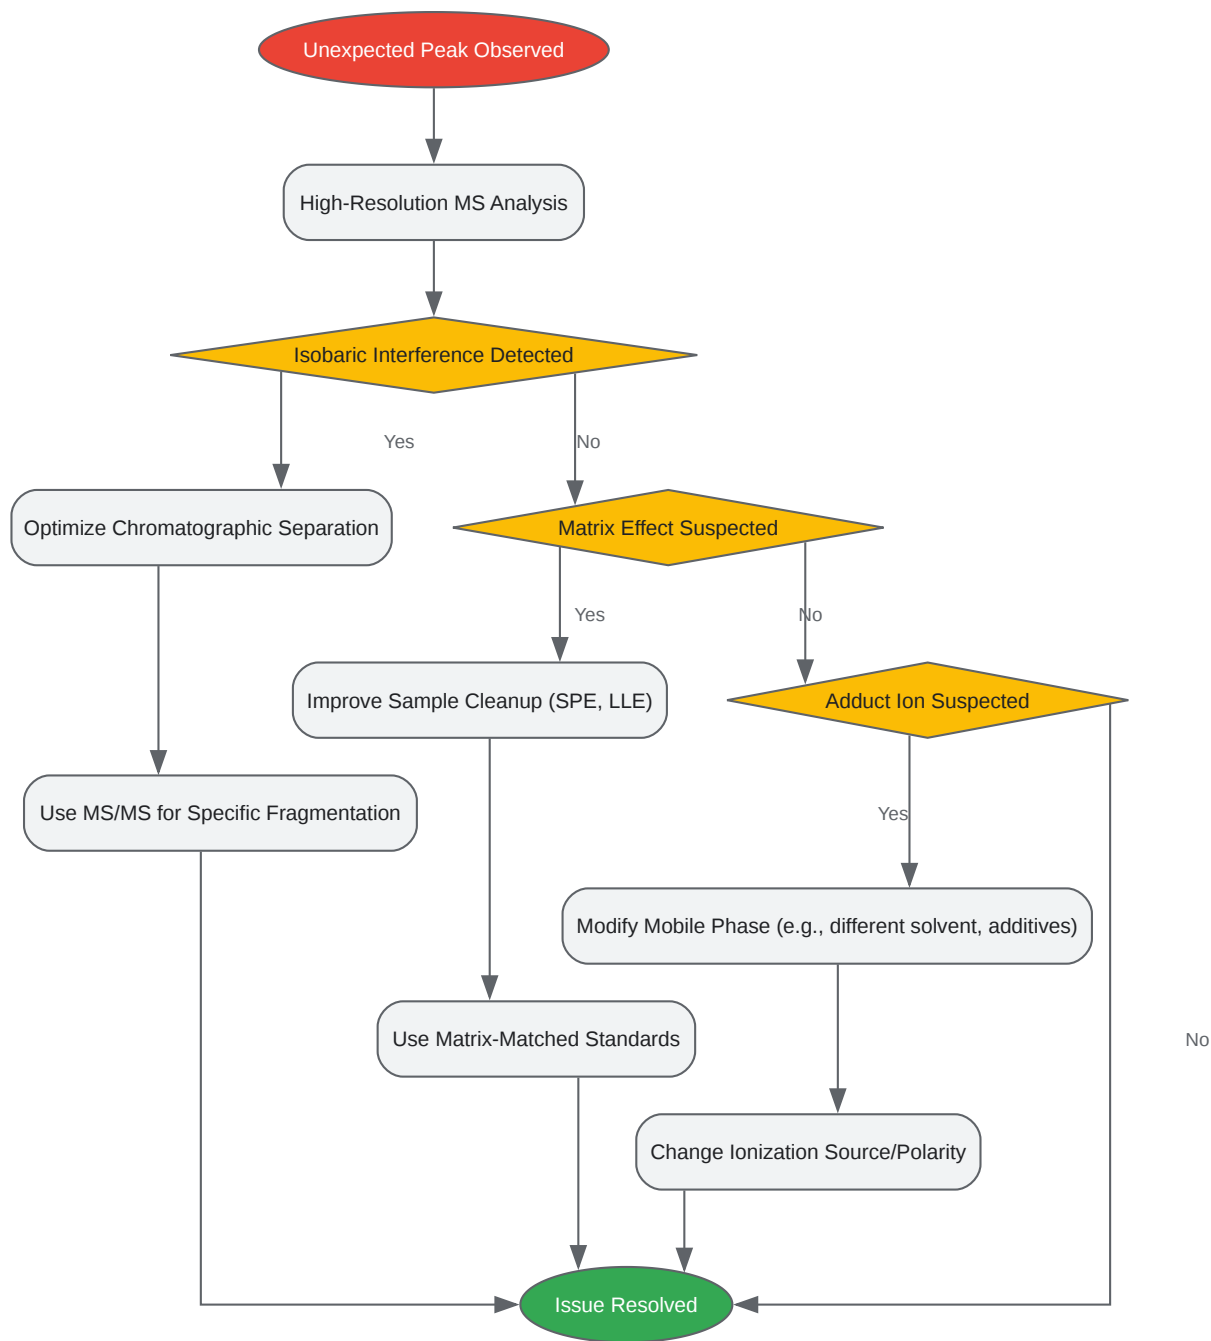 Unexpected Peak Observed
High-Resolution MS Analysis
Isobaric Interference Detected
Yes
No
Optimize Chromatographic Separation
Matrix Effect Suspected
Yes
No
Improve Sample Cleanup (SPE, LLE)
Adduct Ion Suspected
Use MS/MS for Specific Fragmentation
Yes
Modify Mobile Phase (e.g., different solvent, additives)
Use Matrix-Matched Standards
No
Change Ionization Source/Polarity
Issue Resolved